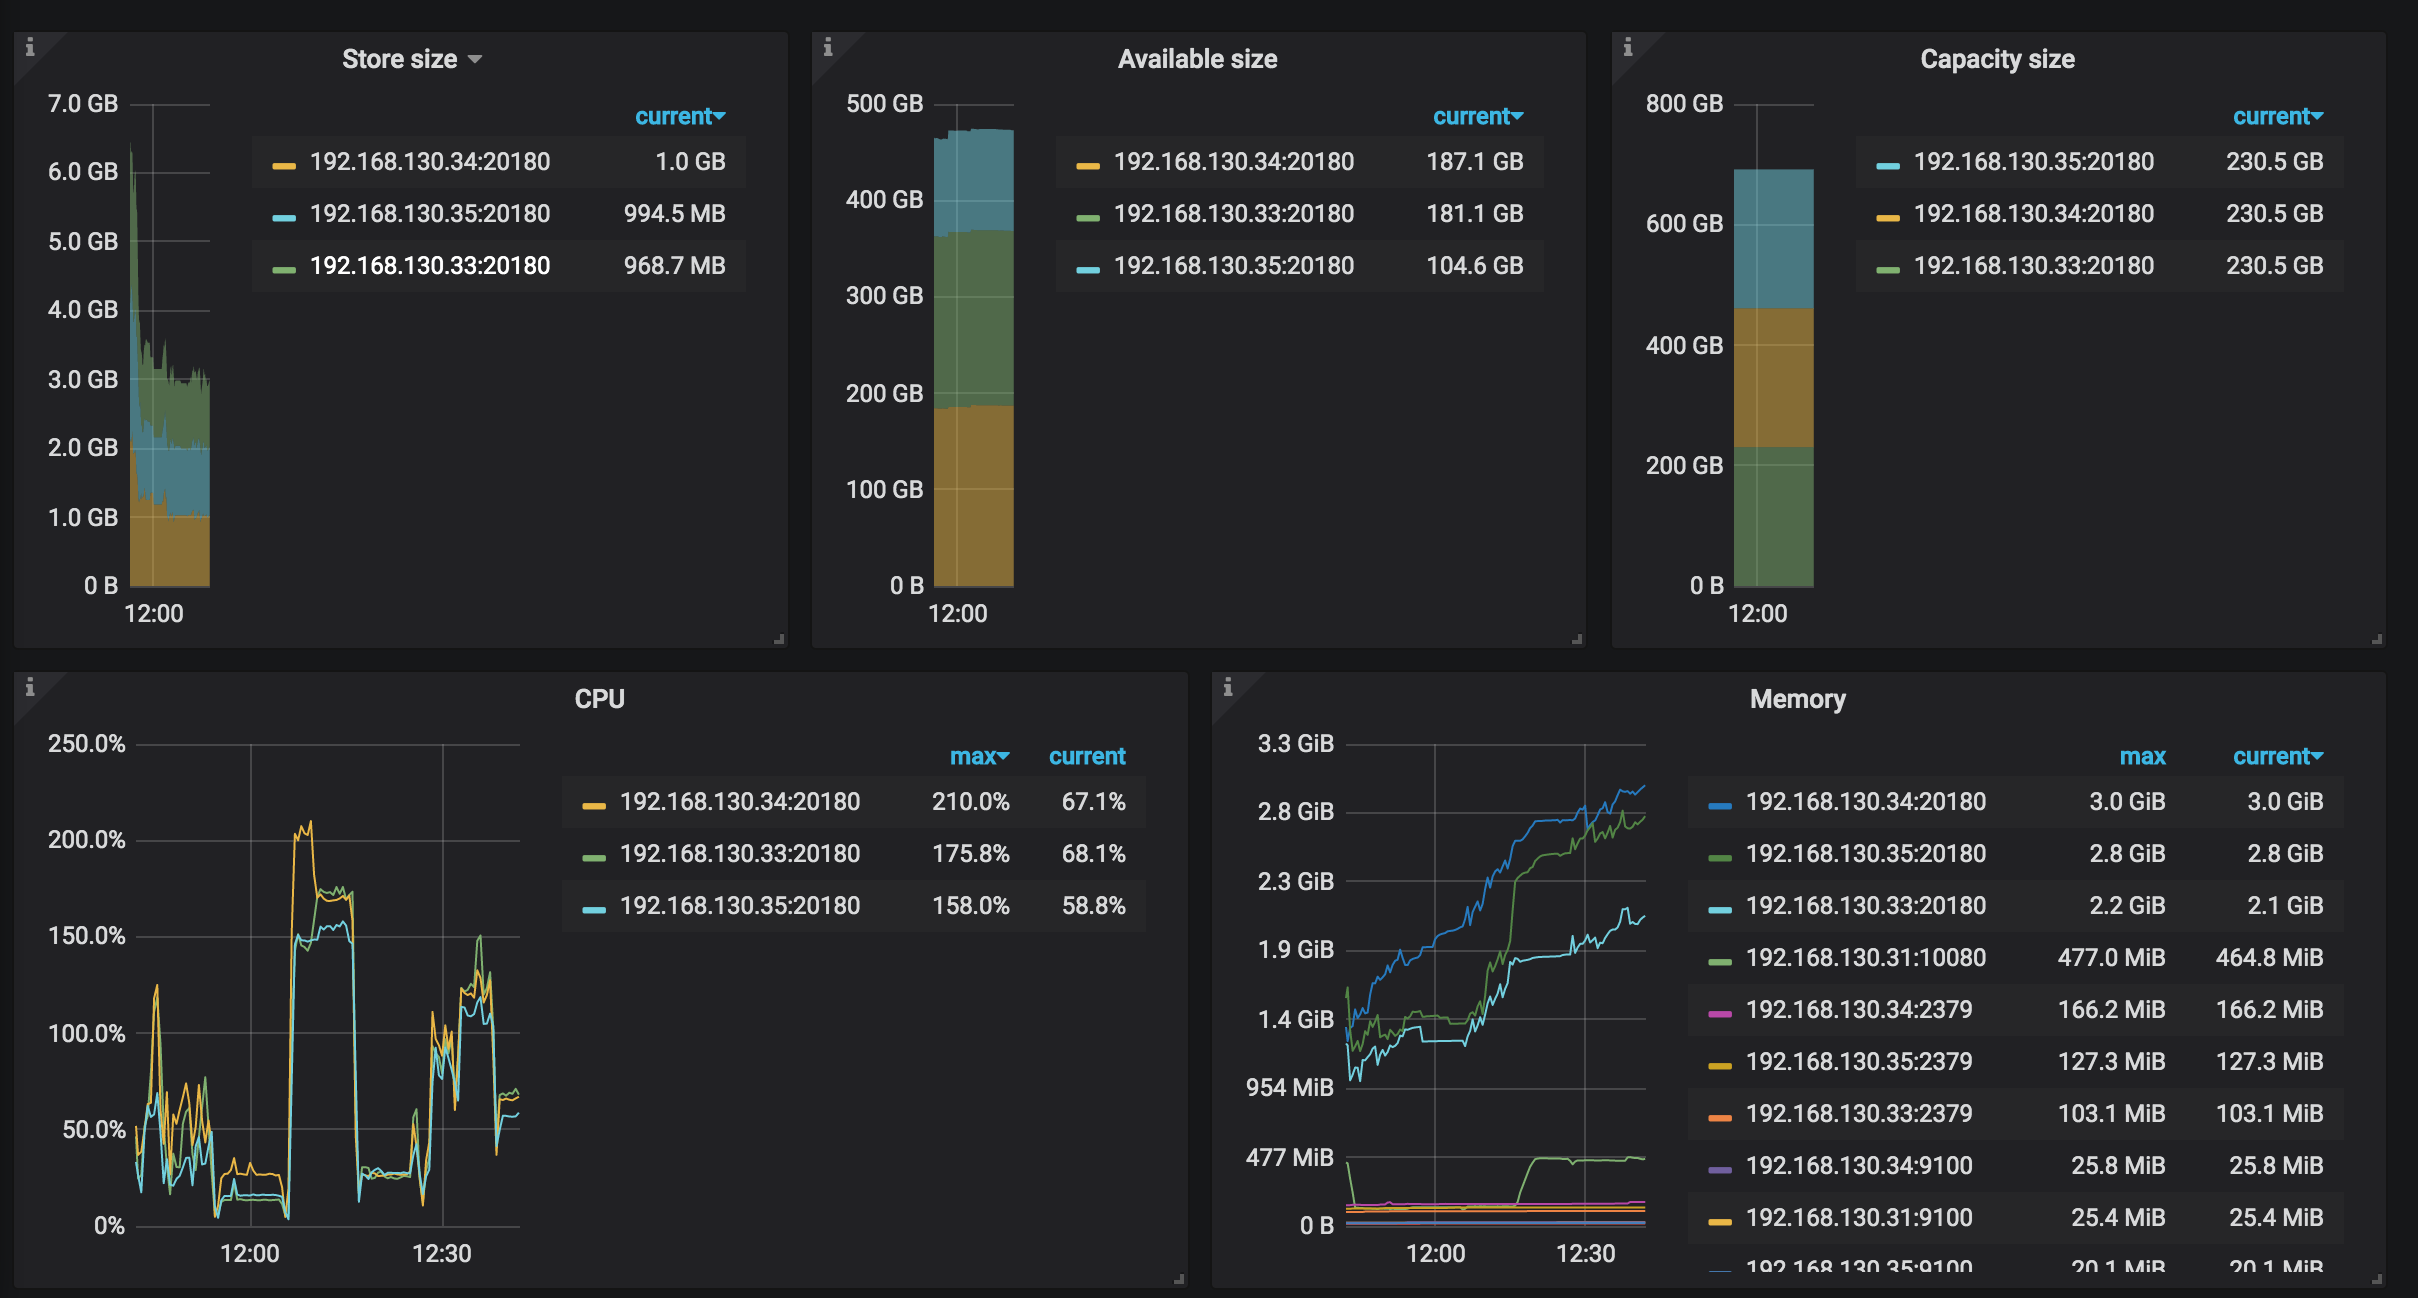 Store size
7.0 GB
6.0 GB
5.0 GB
4.0 GB
3.0 GB
2.0 GB
1.0 GB
0 B
12:00
current
192.168.130.34:20180 1.0 GB
192.168.130.35:20180 994.5 MB
192.168.130.33:20180 968.7 MB
Available size
500 GB
400 GB
300 GB
200 GB
100 GB
0 B
12:00
current
192.168.130.34:20180 187.1 GB
192.168.130.33:20180 181.1 GB
192.168.130.35:20180 104.6 GB
Capacity size
800 GB
600 GB
400 GB
200 GB
0 B
12:00
current
192.168.130.35:20180 230.5 GB
192.168.130.34:20180 230.5 GB
192.168.130.33:20180 230.5 GB
CPU
250.0%
200.0%
150.0%
100.0%
50.0%
0%
12:00 12:30
max current
192.168.130.34:20180 210.0% 67.1%
192.168.130.33:20180 175.8% 68.1%
192.168.130.35:20180 158.0% 58.8%
Memory
3.3 GiB
2.8 GiB
2.3 GiB
1.9 GiB
1.4 GiB
954 MiB
477 MiB
0 B
12:00 12:30
max current
192.168.130.34:20180 3.0 GiB 3.0 GiB
192.168.130.35:20180 2.8 GiB 2.8 GiB
192.168.130.33:20180 2.2 GiB 2.1 GiB
192.168.130.31:10080 477.0 MiB 464.8 MiB
192.168.130.34:2379 166.2 MiB 166.2 MiB
192.168.130.35:2379 127.3 MiB 127.3 MiB
192.168.130.33:2379 103.1 MiB 103.1 MiB
192.168.130.34:9100 25.8 MiB 25.8 MiB
192.168.130.31:9100 25.4 MiB 25.4 MiB
192.168.130.35:9100 20.1 MiB 20.1 MiB